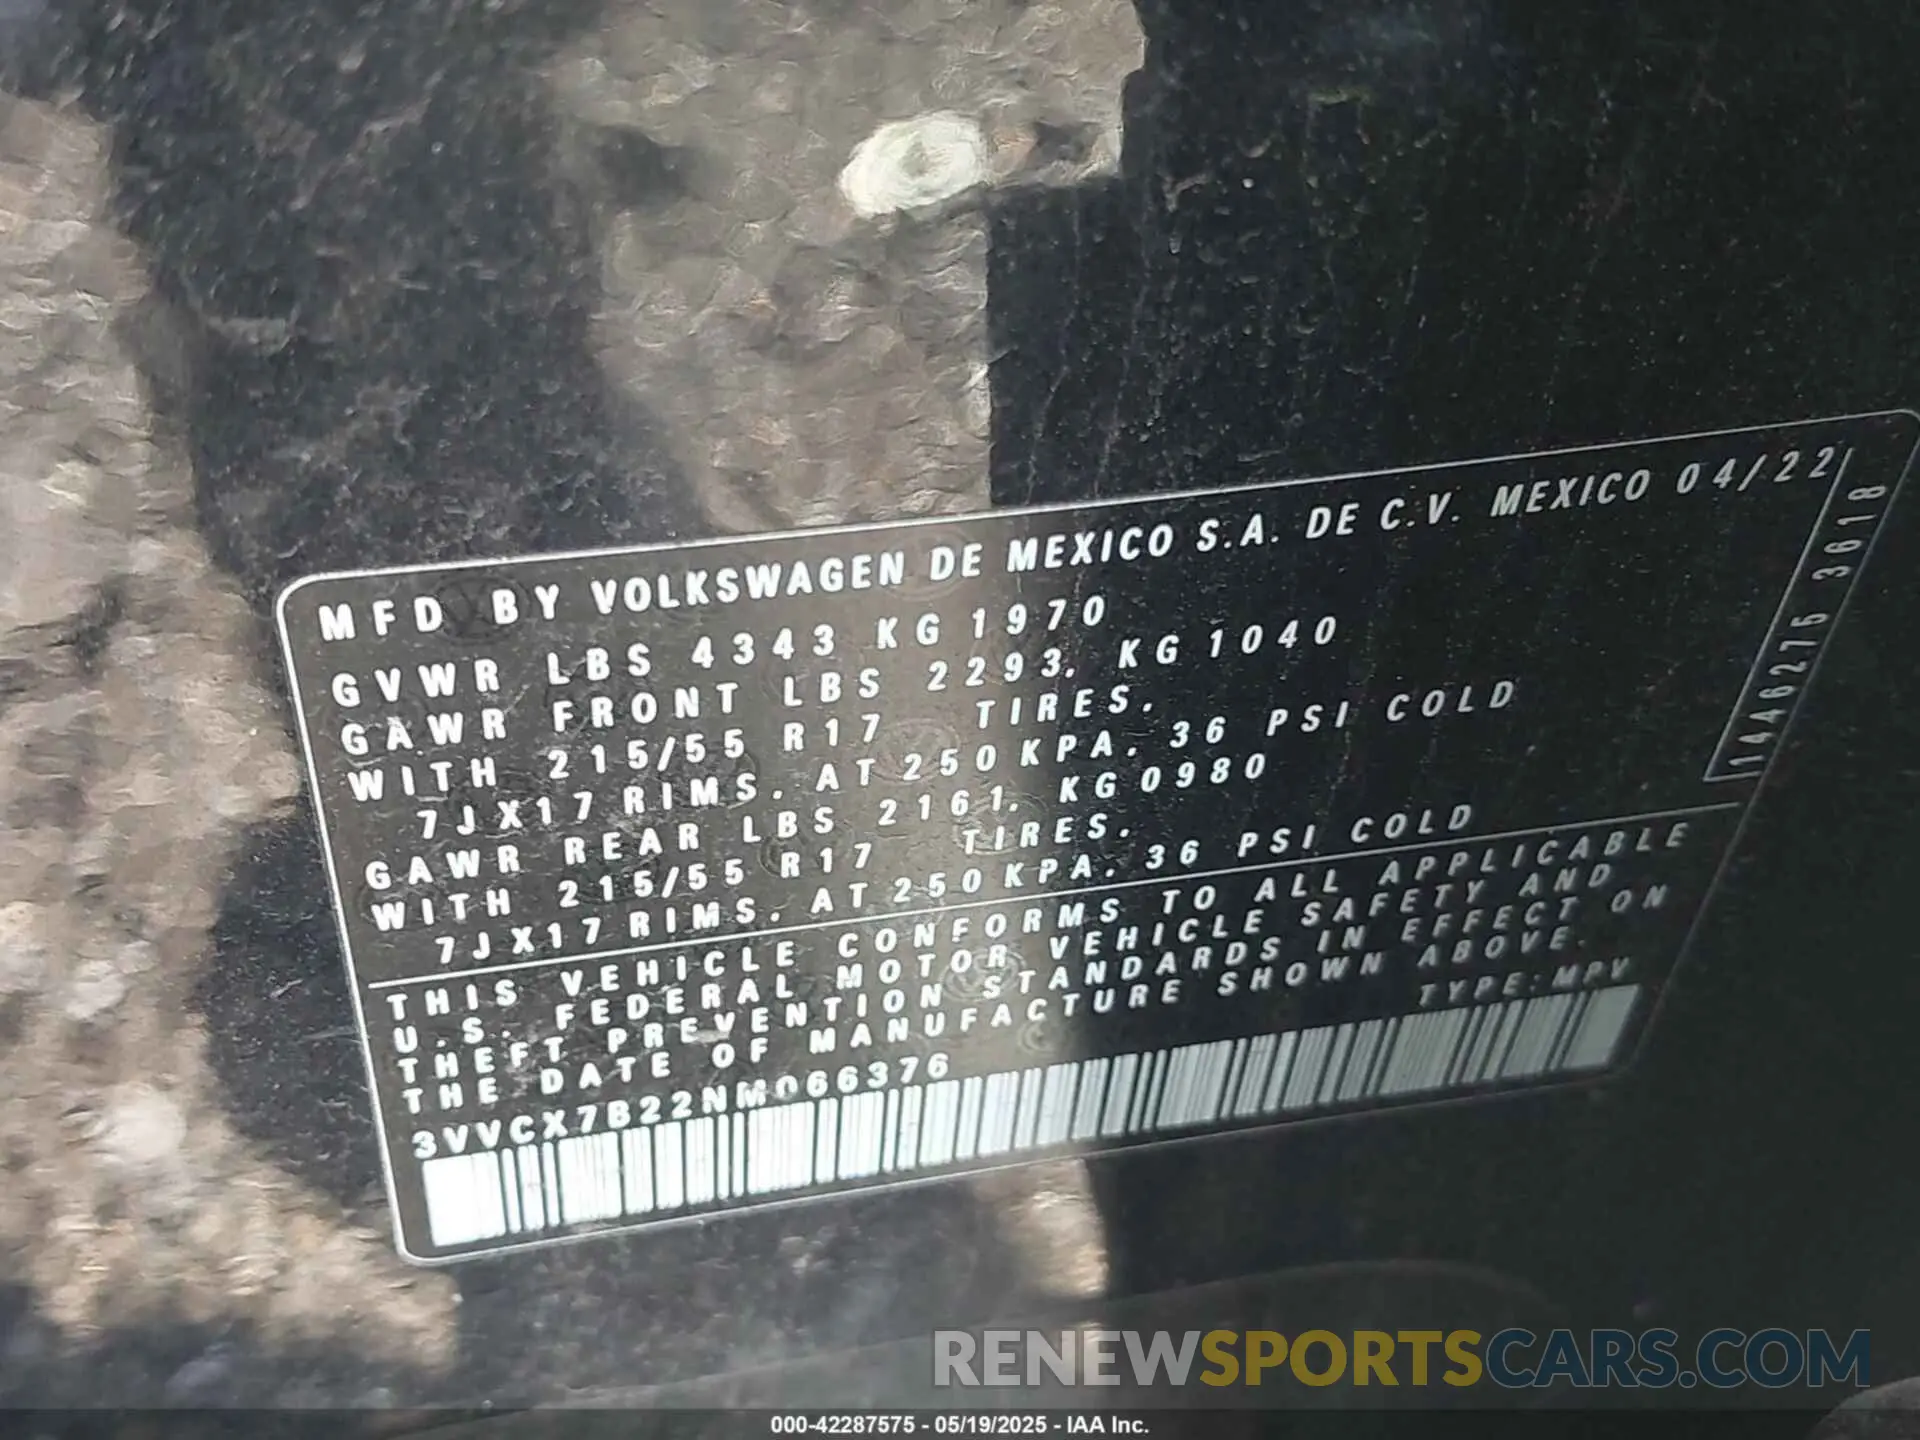 MFD BY VOLKSWAGEN DE MEXICO S.A. DE C.V. MEXICO 04/22
GVWR LBS 4343 KG 1970
GAWR FRONT LBS 2293. KG 1040
WITH 215/55 R17 TIRES.
7JX17 RIMS. AT 250 KPA. 36 PSI COLD
GAWR REAR LBS 2161. KG 0980
WITH 215/55 R17 TIRES.
7JX17 RIMS. AT 250 KPA. 36 PSI COLD
1446275 3618
THIS VEHICLE CONFORMS TO ALL APPLICABLE
U.S. FEDERAL MOTOR VEHICLE SAFETY AND
THEFT PREVENTION STANDARDS IN EFFECT ON
THE DATE OF MANUFACTURE SHOWN ABOVE.
3VVCX7B22NM066376 TYPE:MPV
RENEWSPORTSCARS.COM
000-42287575 - 05/19/2025 - IAA Inc.